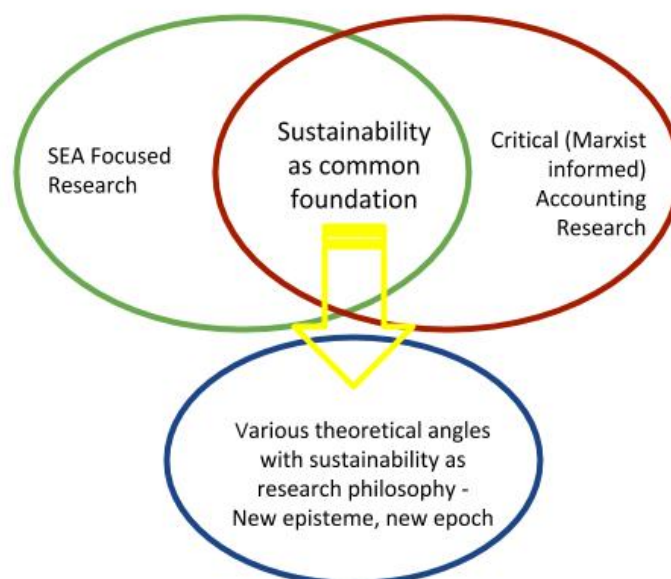 SEA Focused
Research
Sustainability
as common
foundation
Critical (Marxist
informed)
Accounting
Research
Various theoretical angles
with sustainability as
research philosophy -
New episteme, new epoch